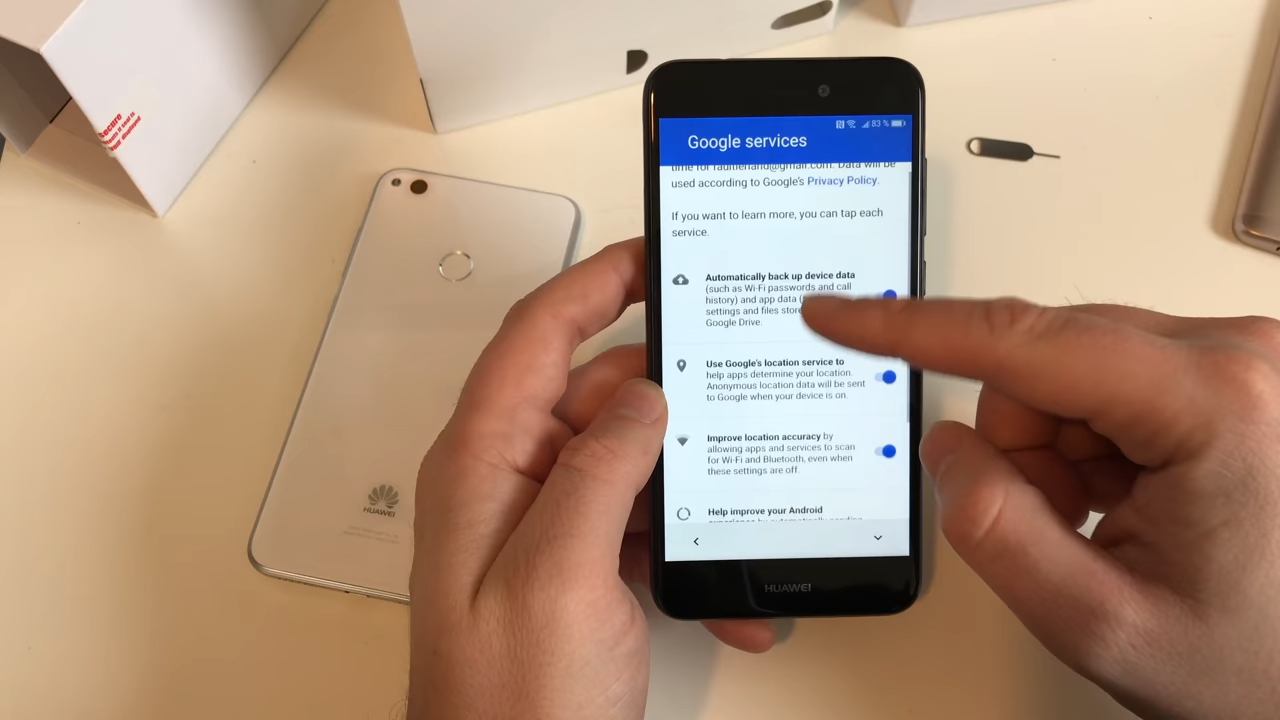 83 %
Google services
used according to Google's Privacy Policy.
If you want to learn more, you can tap each
service.
Automatically back up device data
(such as Wi-Fi passwords and call
history) and app data (
settings and files
Google Drive.
Use Google's location service to
help apps determine your location.
Anonymous location data will be sent
to Google when your device is on.
Improve location accuracy by
allowing apps and services to scan
for Wi-Fi and Bluetooth, even when
these settings are off.
Help improve your Android
HUAWEI
HUAWEI